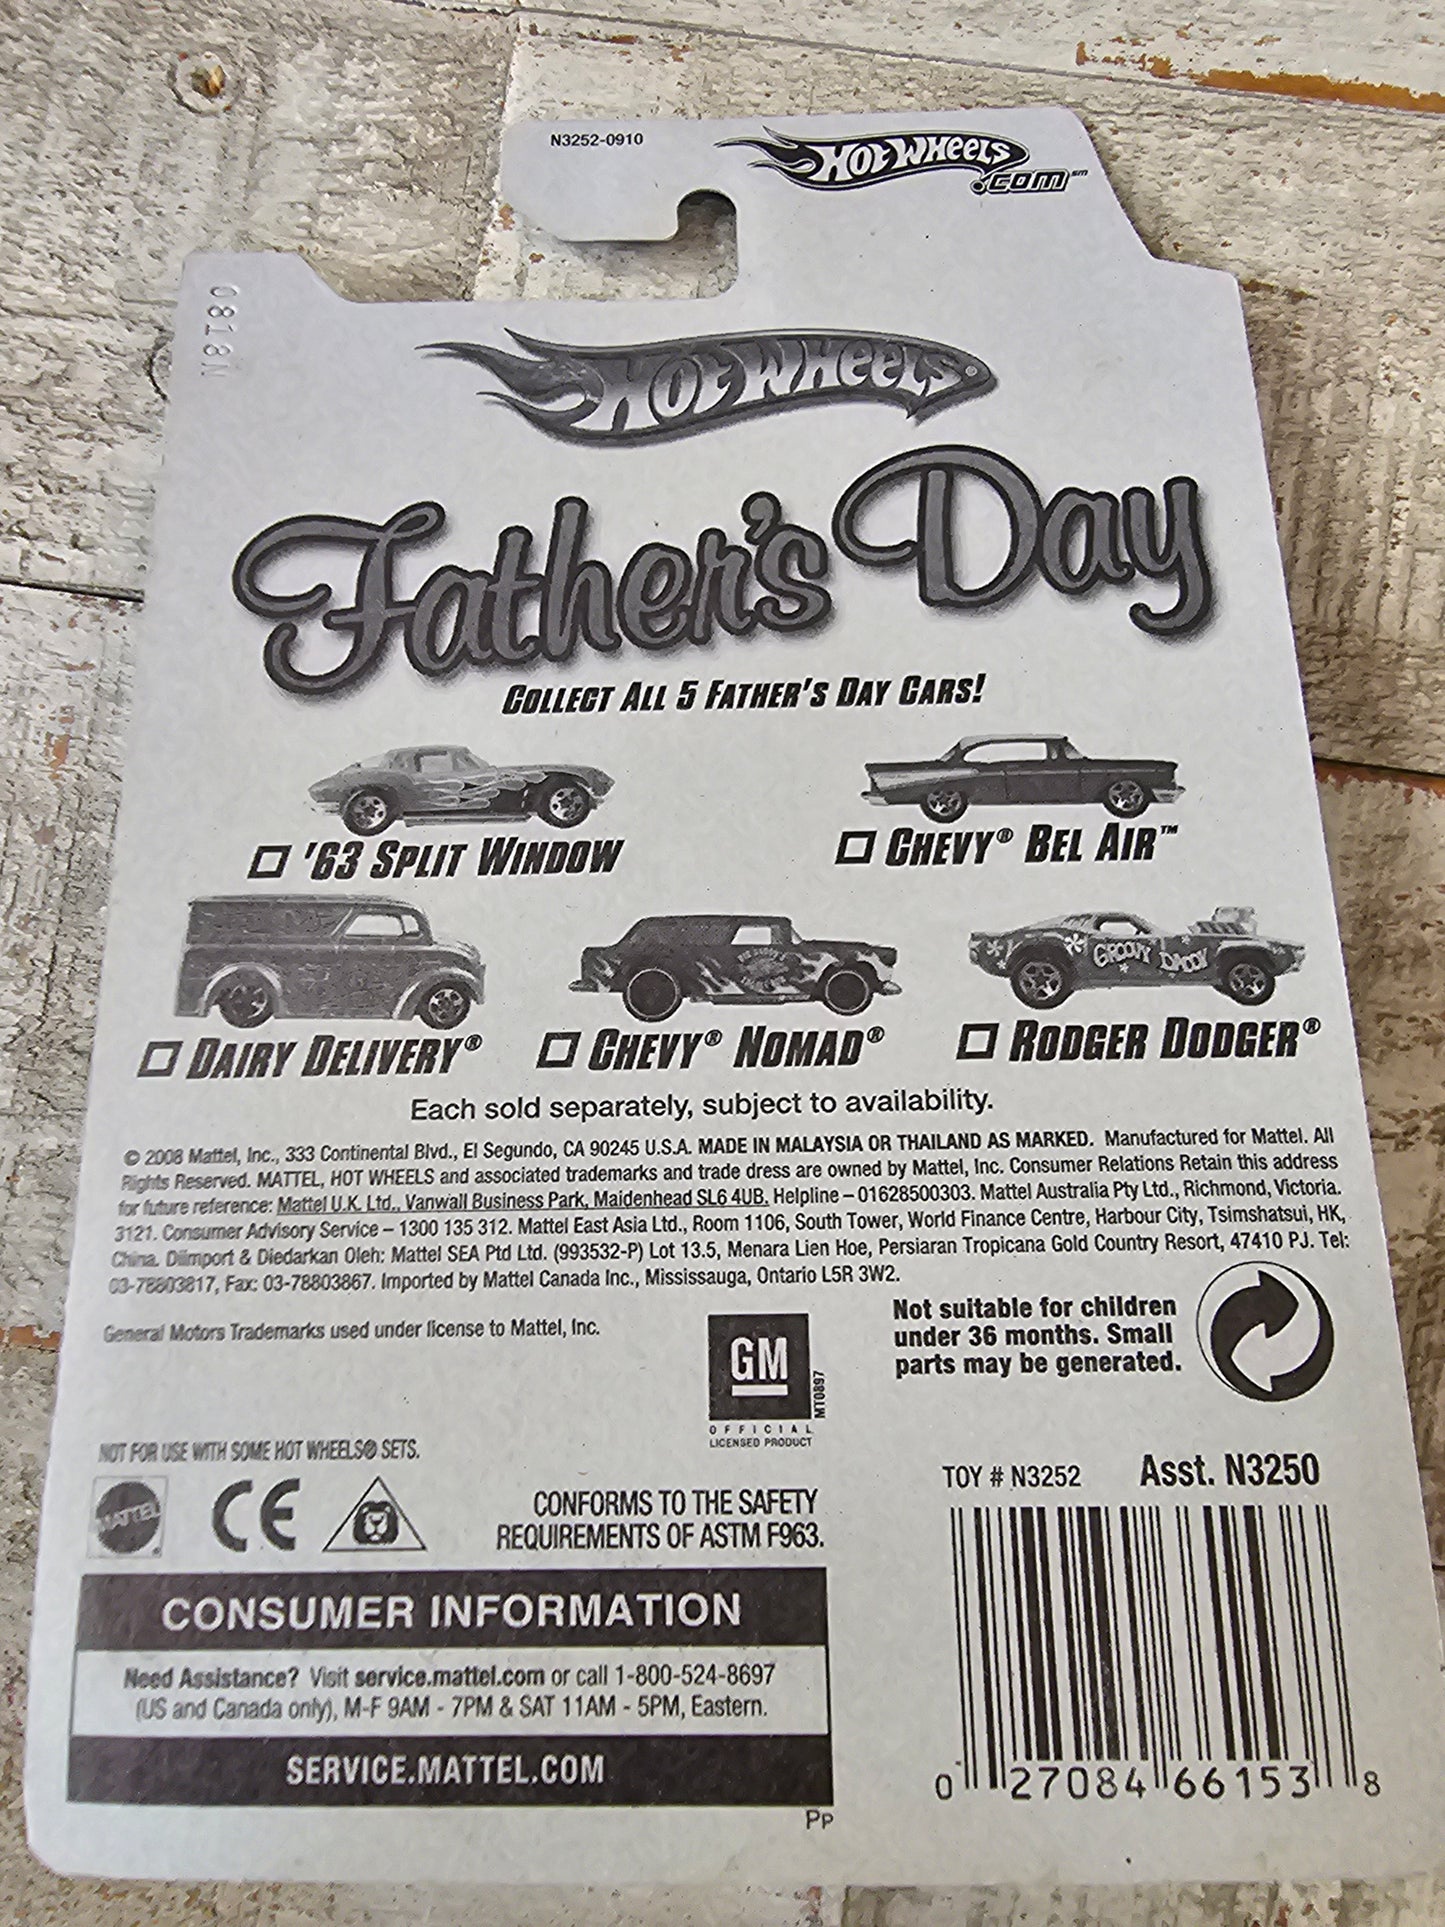 N3252-0910
HOT WHEELS
.COM℠
0818N
HOT WHEELS
Father's Day
COLLECT ALL 5 FATHER'S DAY CARS!
'63 SPLIT WINDOW
CHEVY® BEL AIR™
GROOVY DADDY
DAIRY DELIVERY®
CHEVY® NOMAD®
RODGER DODGER®
Each sold separately, subject to availability.
© 2008 Mattel, Inc., 333 Continental Blvd., El Segundo, CA 90245 U.S.A. MADE IN MALAYSIA OR THAILAND AS MARKED. Manufactured for Mattel. All
Rights Reserved. MATTEL, HOT WHEELS and associated trademarks and trade dress are owned by Mattel, Inc. Consumer Relations Retain this address
for future reference: Mattel U.K. Ltd., Vanwall Business Park, Maidenhead SL6 4UB. Helpline – 01628500303. Mattel Australia Pty Ltd., Richmond, Victoria.
3121. Consumer Advisory Service – 1300 135 312. Mattel East Asia Ltd., Room 1106, South Tower, World Finance Centre, Harbour City, Tsimshatsui, HK,
China. Diimport & Diedarkan Oleh: Mattel SEA Ptd Ltd. (993532-P) Lot 13.5, Menara Lien Hoe, Persiaran Tropicana Gold Country Resort, 47410 PJ. Tel:
03-78803817, Fax: 03-78803867. Imported by Mattel Canada Inc., Mississauga, Ontario L5R 3W2.
General Motors Trademarks used under license to Mattel, Inc.
GM
MT0897
OFFICIAL
LICENSED PRODUCT
Not suitable for children
under 36 months. Small
parts may be generated.
NOT FOR USE WITH SOME HOT WHEELS® SETS.
MATTEL
CE
CONFORMS TO THE SAFETY
REQUIREMENTS OF ASTM F963.
TOY # N3252 Asst. N3250
CONSUMER INFORMATION
Need Assistance? Visit service.mattel.com or call 1-800-524-8697
(US and Canada only), M-F 9AM - 7PM & SAT 11AM - 5PM, Eastern.
SERVICE.MATTEL.COM
PP
0 27084 66153 8